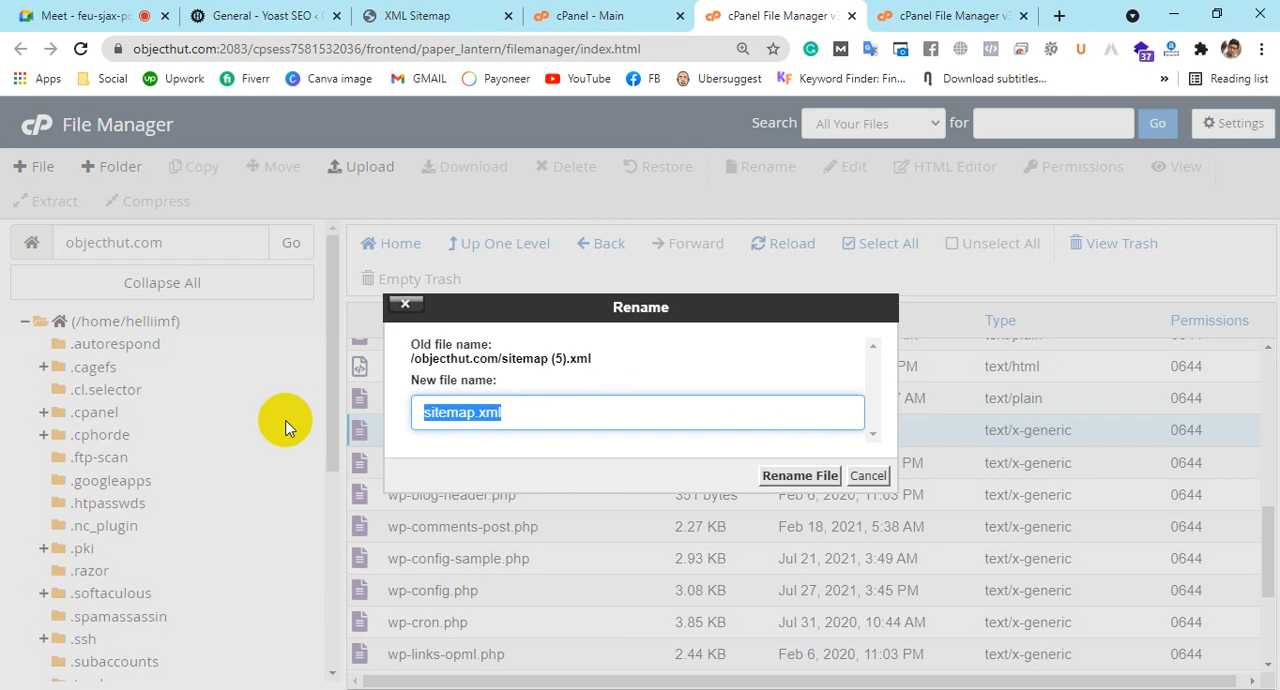 Meet - feu-sjax-p
General - Yoast SEO ‹
XML Sitemap
cPanel - Main
cPanel File Manager v
cPanel File Manager v3
objecthut.com:2083/cpsess7581532036/frontend/paper_lantern/filemanager/index.html
37
Apps
Social
Upwork
Fiverr
Canva image
GMAIL
Payoneer
YouTube
FB
Ubersuggest
Keyword Finder: Fin...
Download subtitles...
»
Reading list
cP File Manager
Search
All Your Files
for
Go
Settings
+ File
+ Folder
Copy
Move
Upload
Download
Delete
Restore
Rename
Edit
HTML Editor
Permissions
View
Extract
Compress
objecthut.com
Go
Collapse All
(/home/helliimf)
.autorespond
.cagefs
.cl.selector
.cpanel
.cphorde
.ftp-scan
.googleapps
.htpasswds
.nc_plugin
.pki
.razor
.softaculous
.spamassassin
.ssh
.subaccounts
Home
Up One Level
Back
Forward
Reload
Select All
Unselect All
View Trash
Empty Trash
Type
Permissions
PM text/html 0644
AM text/plain 0644
text/x-generic 0644
PM text/x-generic 0644
wp-blog-header.php 351 bytes Feb 6, 2020, 11:03 PM text/x-generic 0644
wp-comments-post.php 2.27 KB Feb 18, 2021, 5:38 AM text/x-generic 0644
wp-config-sample.php 2.93 KB Jul 21, 2021, 3:49 AM text/x-generic 0644
wp-config.php 3.08 KB Jul 27, 2021, 3:45 PM text/x-generic 0644
wp-cron.php 3.85 KB Jul 31, 2020, 10:44 AM text/x-generic 0644
wp-links-opml.php 2.44 KB Feb 6, 2020, 11:03 PM text/x-generic 0644
Rename
Old file name:
/objecthut.com/sitemap (5).xml
New file name:
sitemap.xml
Rename File
Cancel